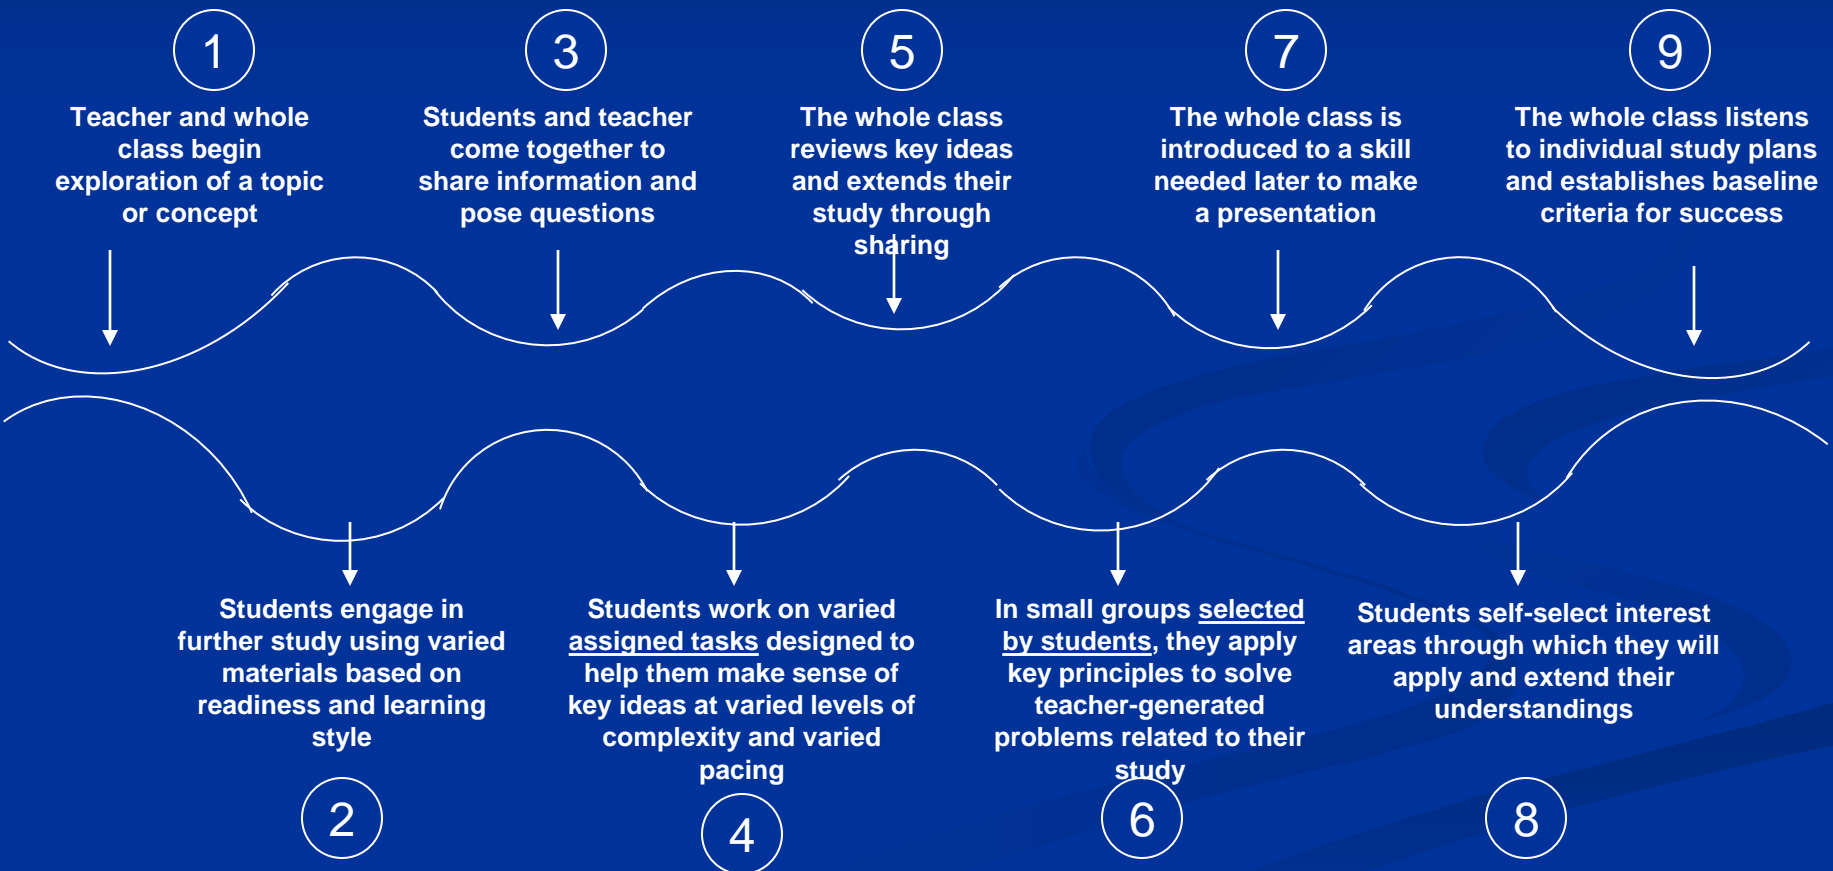 1
Teacher and whole
class begin
exploration of a topic
or concept
3
Students and teacher
come together to
share information and
pose questions
5
The whole class
reviews key ideas
and extends their
study through
sharing
7
The whole class is
introduced to a skill
needed later to make
a presentation
9
The whole class listens
to individual study plans
and establishes baseline
criteria for success
Students engage in
further study using varied
materials based on
readiness and learning
style
2
Students work on varied
assigned tasks designed to
help them make sense of
key ideas at varied levels of
complexity and varied
pacing
4
In small groups selected
by students, they apply
key principles to solve
teacher-generated
problems related to their
study
6
Students self-select interest
areas through which they will
apply and extend their
understandings
8